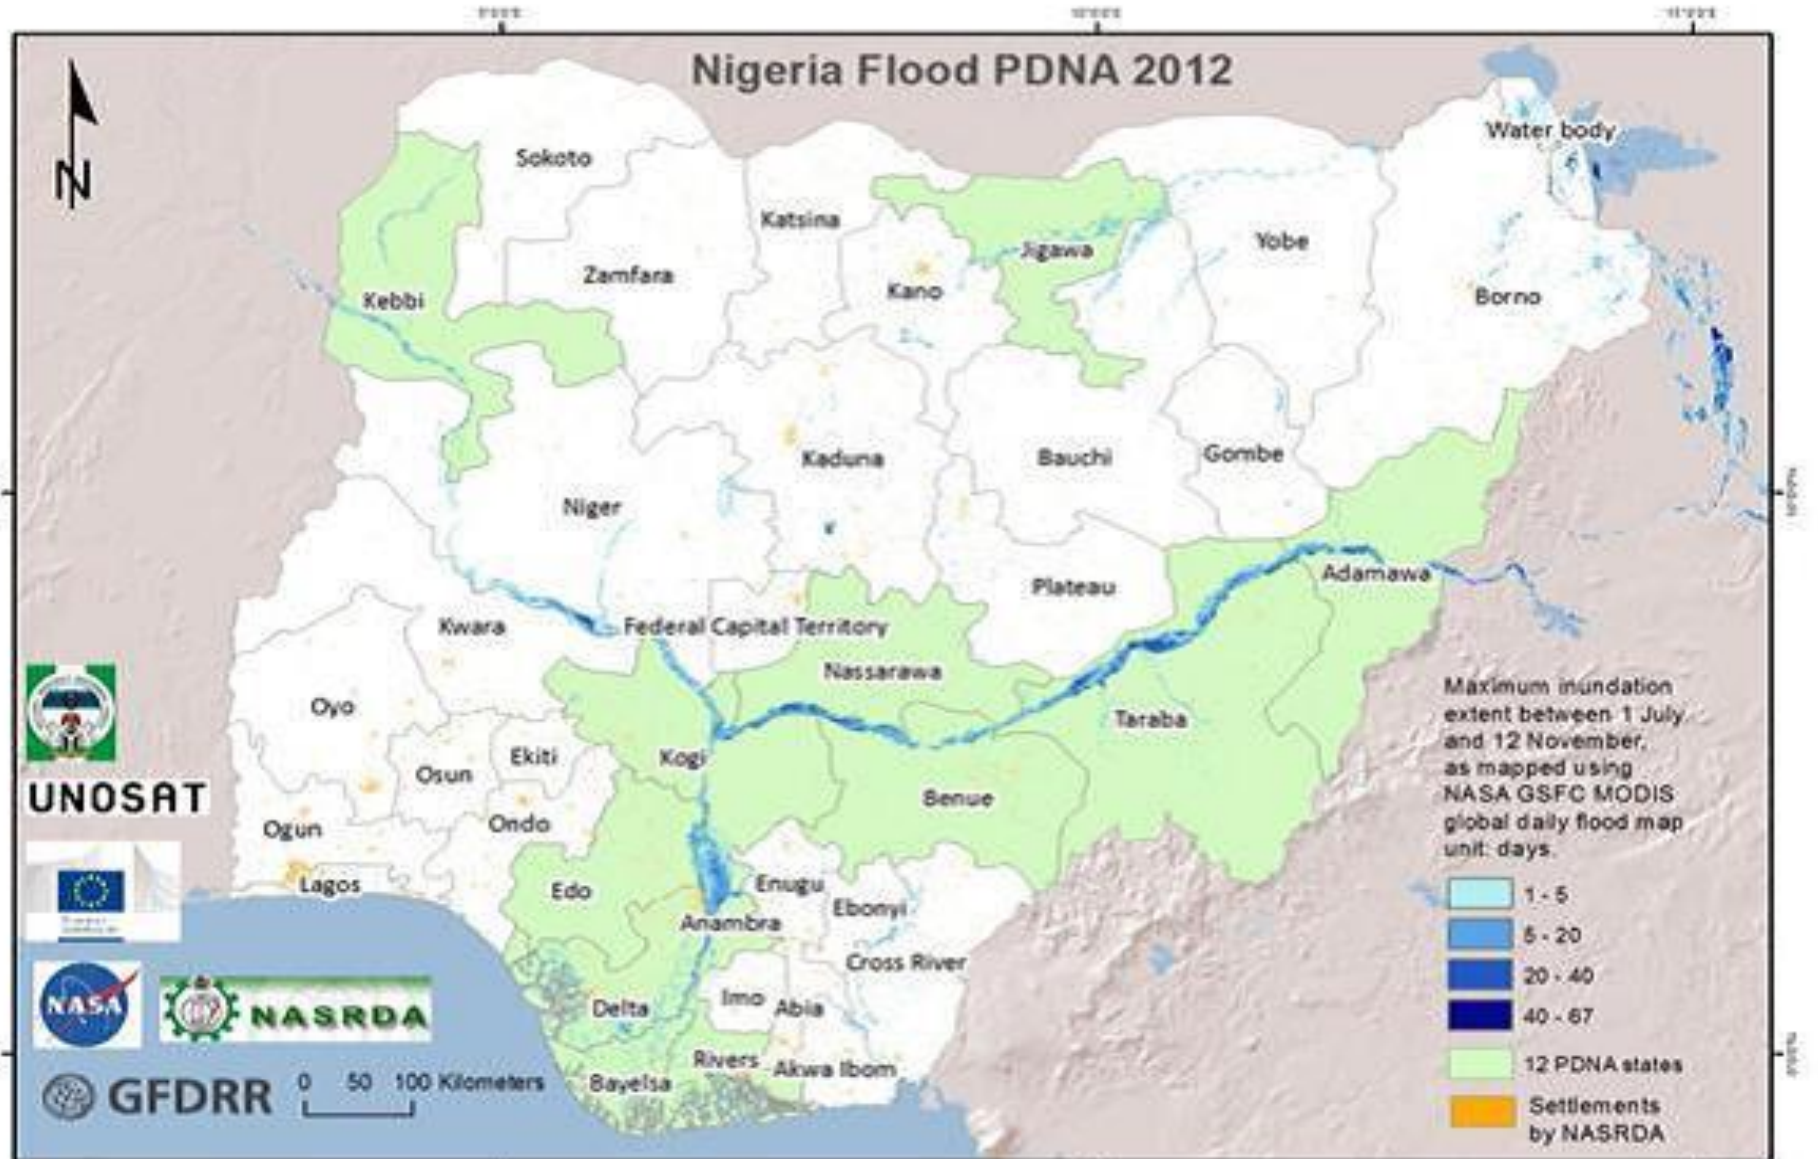 Nigeria Flood PDNA 2012
N
Water body
Sokoto
Katsina
Jigawa
Yobe
Zamfara
Kano
Kebbi
Borno
Kaduna
Bauchi
Gombe
Niger
Adamawa
Plateau
Kwara
Federal Capital Territory
Nassarawa
Oyo
Taraba
Kogi
Ekiti
Osun
Benue
Ogun
Ondo
Lagos
Edo
Enugu
Ebonyi
Anambra
Cross River
Delta
Imo
Abia
Rivers
Akwa Ibom
Bayelsa
UNOSAT
NASA
NASRDA
GFDRR
0 50 100 Kilometers
Maximum inundation
extent between 1 July
and 12 November,
as mapped using
NASA GSFC MODIS
global daily flood map
unit: days.
1 - 5
5 - 20
20 - 40
40 - 67
12 PDNA states
Settlements
by NASRDA